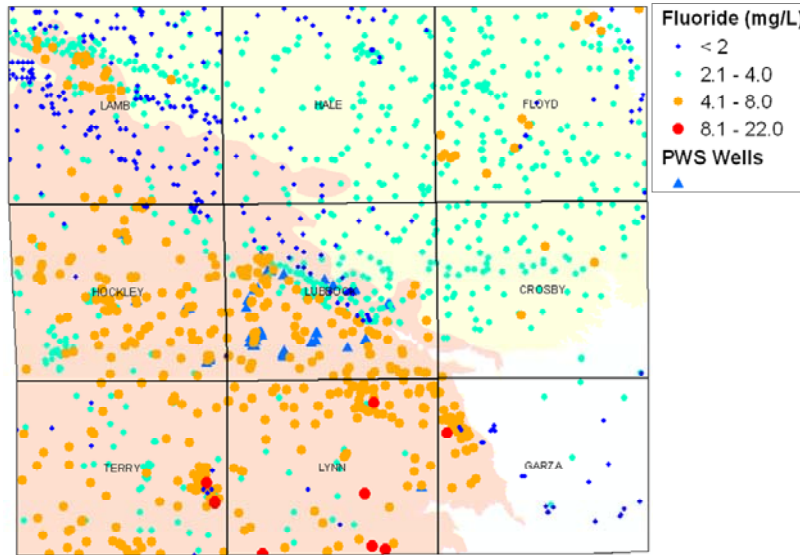 Fluoride (mg/L)
< 2
2.1 - 4.0
4.1 - 8.0
8.1 - 22.0
PWS Wells
LAMB
HALE
FLOYD
HOCKLEY
LUBBOCK
CROSBY
TERRY
LYNN
GARZA